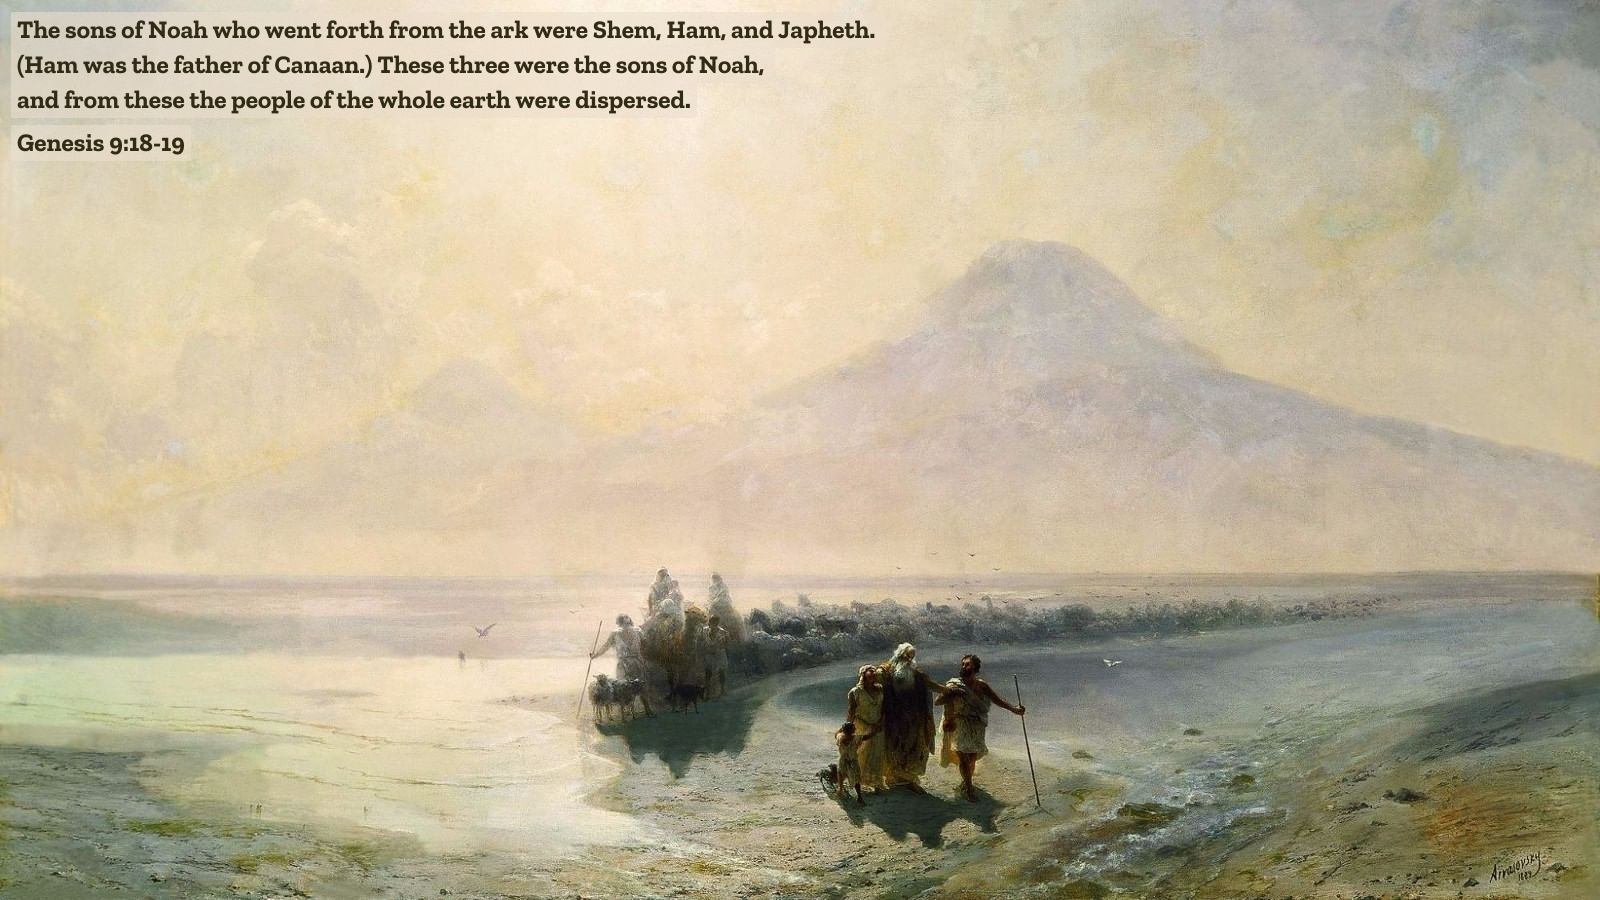 The sons of Noah who went forth from the ark were Shem, Ham, and Japheth.
(Ham was the father of Canaan.) These three were the sons of Noah,
and from these the people of the whole earth were dispersed.
Genesis 9:18-19
Aivasovsky